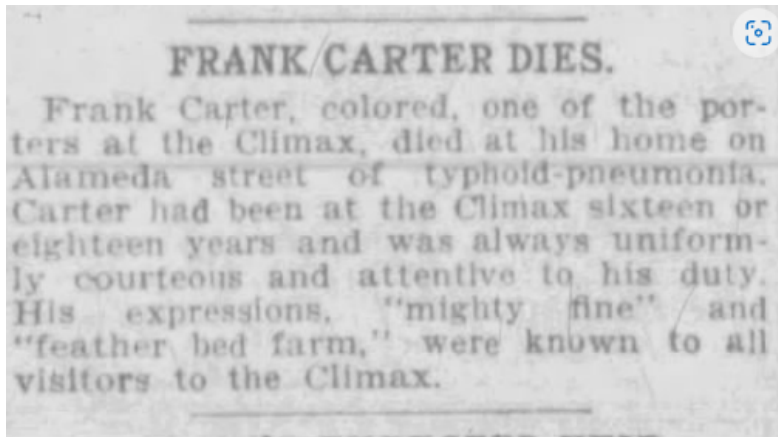 FRANK CARTER DIES.
Frank Carter, colored, one of the por-
ters at the Climax, died at his home on
Alameda street of typhoid-pneumonia.
Carter had been at the Climax sixteen or
eighteen years and was always uniform-
ly courteous and attentive to his duty.
His expressions, "mighty fine" and
"feather bed farm," were known to all
visitors to the Climax.